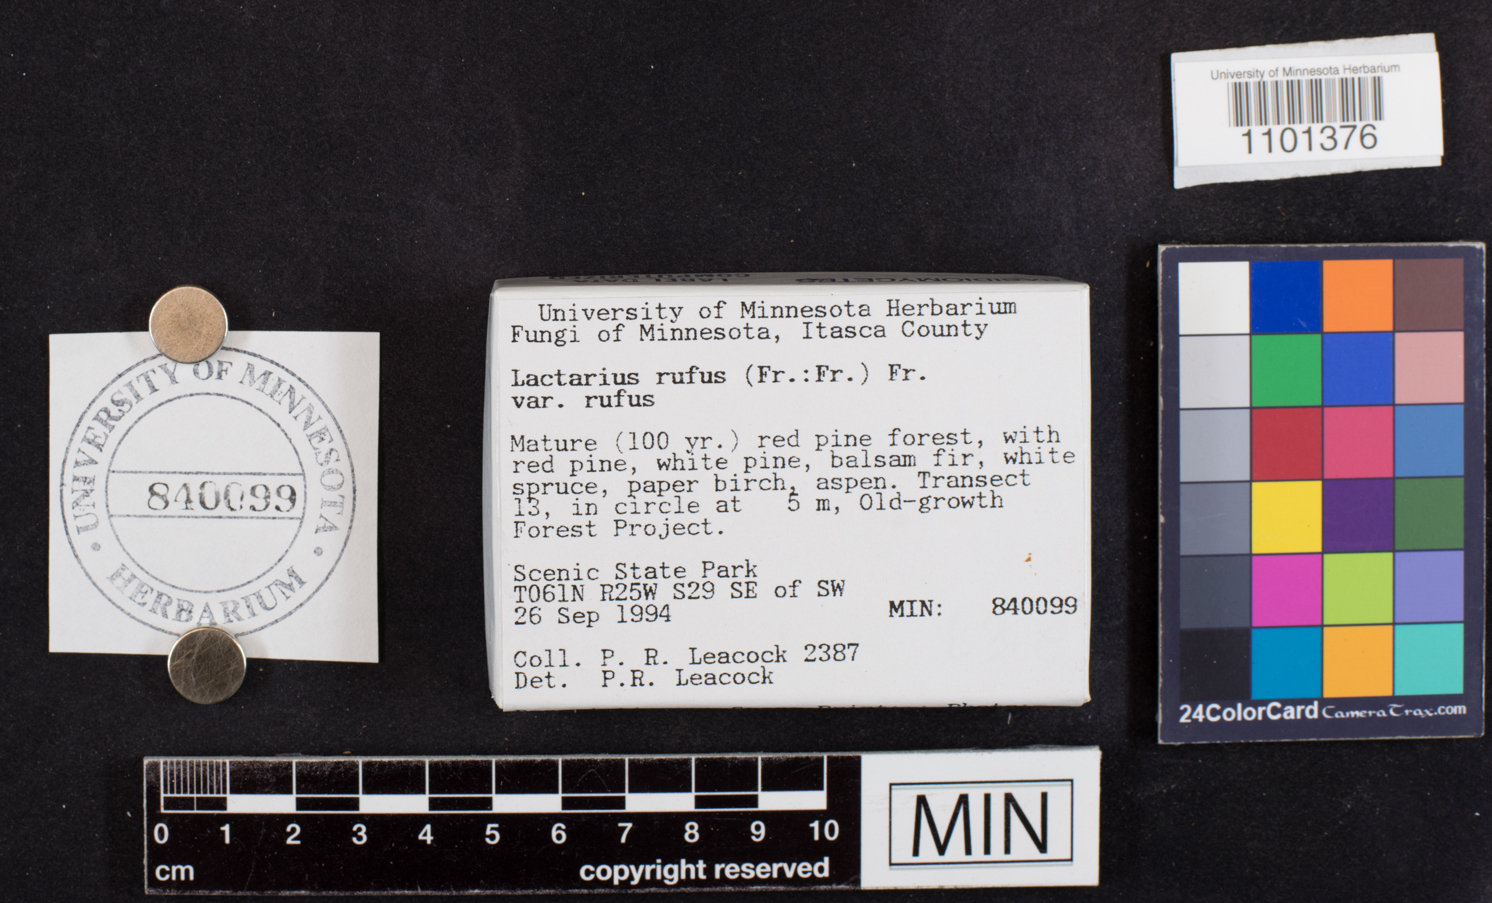 University of Minnesota Herbarium
1101376
UNIVERSITY OF MINNESOTA
840099
HERBARIUM
LABEL DATA
University of Minnesota Herbarium
Fungi of Minnesota, Itasca County
Lactarius rufus (Fr.:Fr.) Fr.
var. rufus
Mature (100 yr.) red pine forest, with
red pine, white pine, balsam fir, white
spruce, paper birch, aspen. Transect
13, in circle at 5 m, Old-growth
Forest Project.
Scenic State Park
T061N R25W S29 SE of SW
26 Sep 1994
MIN: 840099
Coll. P. R. Leacock 2387
Det. P.R. Leacock
24ColorCard CameraTrax.com
0 1 2 3 4 5 6 7 8 9 10
cm
copyright reserved
MIN